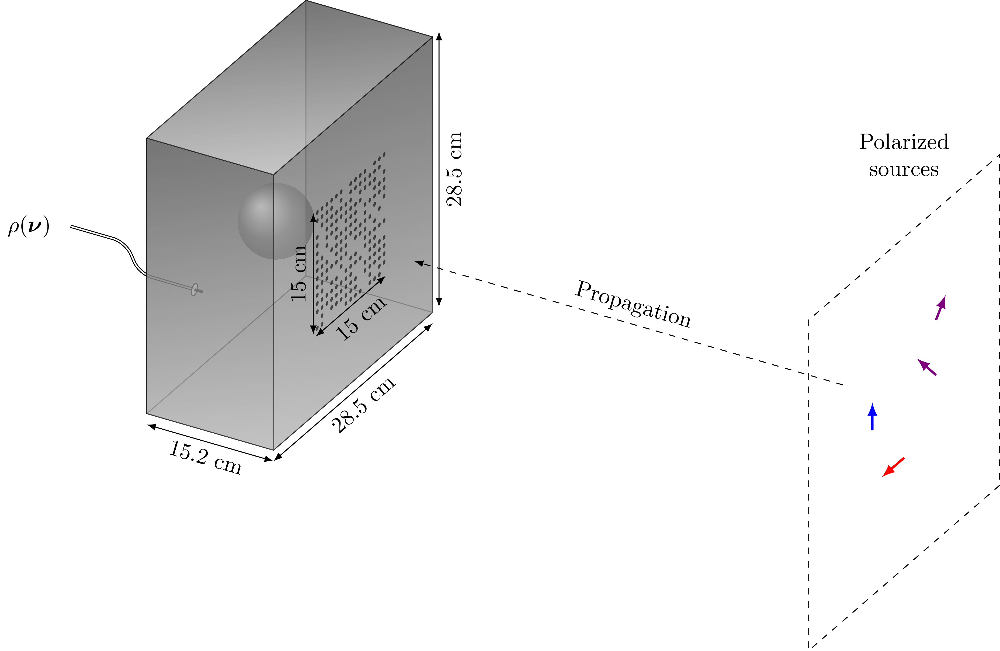 Polarized
sources
28.5 cm
ρ(𝝂)
15 cm
Propagation
15 cm
28.5 cm
15.2 cm